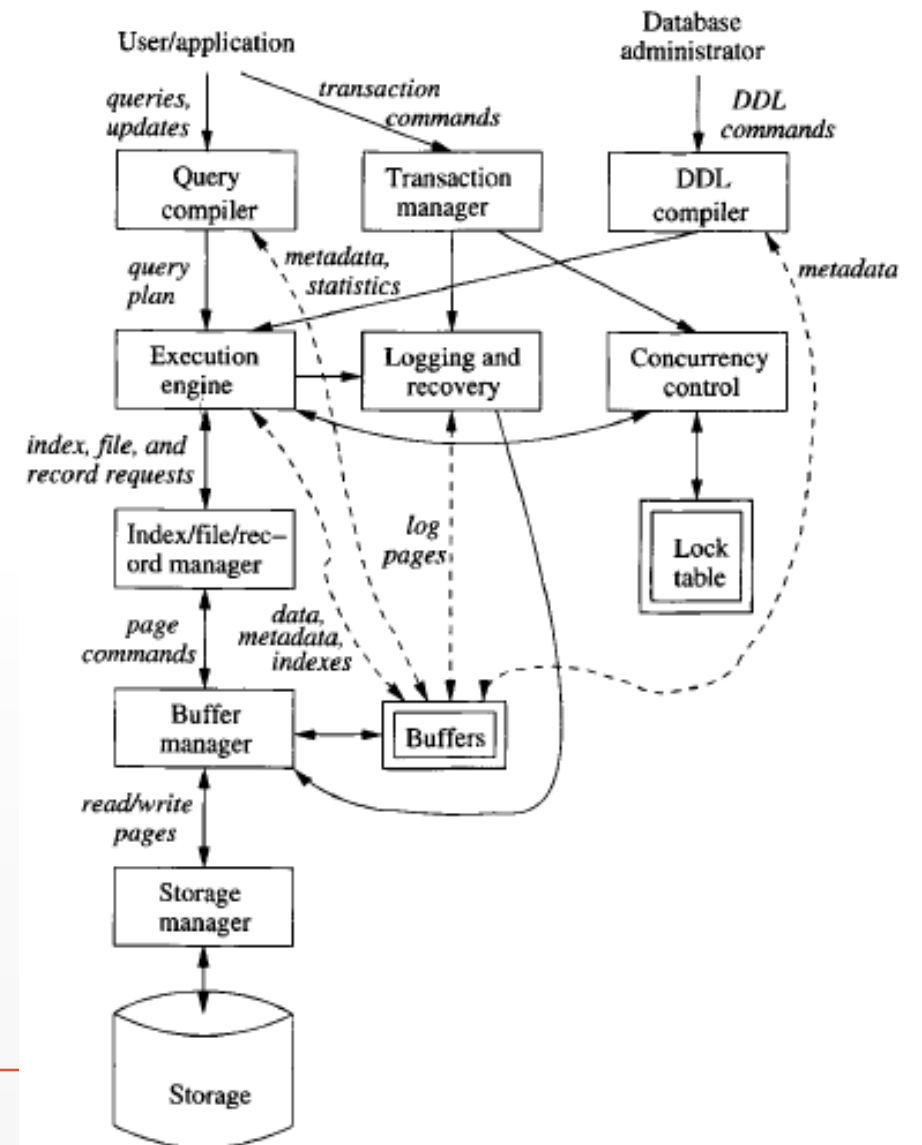 User/application
Database
administrator
queries,
updates
transaction
commands
DDL
commands
Query
compiler
Transaction
manager
DDL
compiler
query
plan
metadata,
statistics
metadata
Execution
engine
Logging and
recovery
Concurrency
control
index, file, and
record requests
Index/file/rec–
ord manager
log
pages
Lock
table
page
commands
data,
metadata,
indexes
Buffer
manager
Buffers
read/write
pages
Storage
manager
Storage